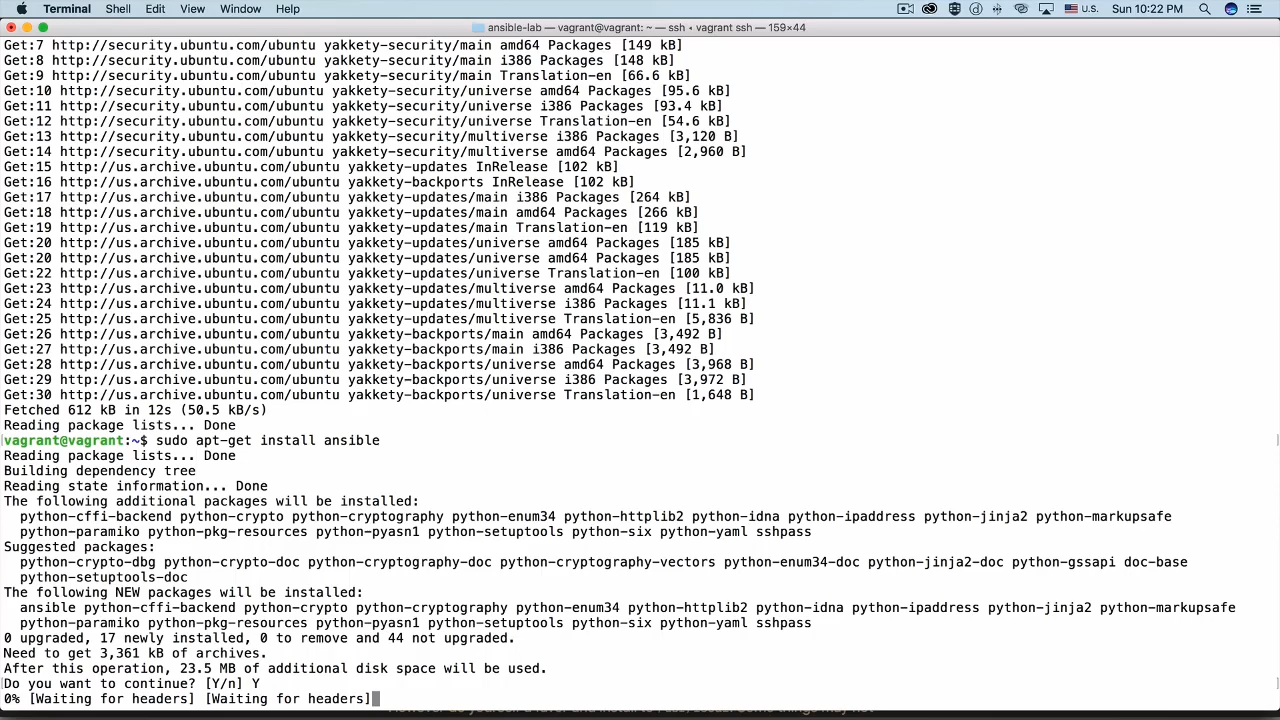 Terminal Shell Edit View Window Help U.S. Sun 10:22 PM
ansible-lab — vagrant@vagrant: ~ — ssh ‹ vagrant ssh — 159×44
Get:7 http://security.ubuntu.com/ubuntu yakkety-security/main amd64 Packages [149 kB]
Get:8 http://security.ubuntu.com/ubuntu yakkety-security/main i386 Packages [148 kB]
Get:9 http://security.ubuntu.com/ubuntu yakkety-security/main Translation-en [66.6 kB]
Get:10 http://security.ubuntu.com/ubuntu yakkety-security/universe amd64 Packages [95.6 kB]
Get:11 http://security.ubuntu.com/ubuntu yakkety-security/universe i386 Packages [93.4 kB]
Get:12 http://security.ubuntu.com/ubuntu yakkety-security/universe Translation-en [54.6 kB]
Get:13 http://security.ubuntu.com/ubuntu yakkety-security/multiverse i386 Packages [3,120 B]
Get:14 http://security.ubuntu.com/ubuntu yakkety-security/multiverse amd64 Packages [2,960 B]
Get:15 http://us.archive.ubuntu.com/ubuntu yakkety-updates InRelease [102 kB]
Get:16 http://us.archive.ubuntu.com/ubuntu yakkety-backports InRelease [102 kB]
Get:17 http://us.archive.ubuntu.com/ubuntu yakkety-updates/main i386 Packages [264 kB]
Get:18 http://us.archive.ubuntu.com/ubuntu yakkety-updates/main amd64 Packages [266 kB]
Get:19 http://us.archive.ubuntu.com/ubuntu yakkety-updates/main Translation-en [119 kB]
Get:20 http://us.archive.ubuntu.com/ubuntu yakkety-updates/universe amd64 Packages [185 kB]
Get:20 http://us.archive.ubuntu.com/ubuntu yakkety-updates/universe amd64 Packages [185 kB]
Get:22 http://us.archive.ubuntu.com/ubuntu yakkety-updates/universe Translation-en [100 kB]
Get:23 http://us.archive.ubuntu.com/ubuntu yakkety-updates/multiverse amd64 Packages [11.0 kB]
Get:24 http://us.archive.ubuntu.com/ubuntu yakkety-updates/multiverse i386 Packages [11.1 kB]
Get:25 http://us.archive.ubuntu.com/ubuntu yakkety-updates/multiverse Translation-en [5,836 B]
Get:26 http://us.archive.ubuntu.com/ubuntu yakkety-backports/main amd64 Packages [3,492 B]
Get:27 http://us.archive.ubuntu.com/ubuntu yakkety-backports/main i386 Packages [3,492 B]
Get:28 http://us.archive.ubuntu.com/ubuntu yakkety-backports/universe amd64 Packages [3,968 B]
Get:29 http://us.archive.ubuntu.com/ubuntu yakkety-backports/universe i386 Packages [3,972 B]
Get:30 http://us.archive.ubuntu.com/ubuntu yakkety-backports/universe Translation-en [1,648 B]
Fetched 612 kB in 12s (50.5 kB/s)
Reading package lists... Done
vagrant@vagrant:~$ sudo apt-get install ansible
Reading package lists... Done
Building dependency tree
Reading state information... Done
The following additional packages will be installed:
python-cffi-backend python-crypto python-cryptography python-enum34 python-httplib2 python-idna python-ipaddress python-jinja2 python-markupsafe
python-paramiko python-pkg-resources python-pyasn1 python-setuptools python-six python-yaml sshpass
Suggested packages:
python-crypto-dbg python-crypto-doc python-cryptography-doc python-cryptography-vectors python-enum34-doc python-jinja2-doc python-gssapi doc-base
python-setuptools-doc
The following NEW packages will be installed:
ansible python-cffi-backend python-crypto python-cryptography python-enum34 python-httplib2 python-idna python-ipaddress python-jinja2 python-markupsafe
python-paramiko python-pkg-resources python-pyasn1 python-setuptools python-six python-yaml sshpass
0 upgraded, 17 newly installed, 0 to remove and 44 not upgraded.
Need to get 3,361 kB of archives.
After this operation, 23.5 MB of additional disk space will be used.
Do you want to continue? [Y/n] Y
0% [Waiting for headers] [Waiting for headers]